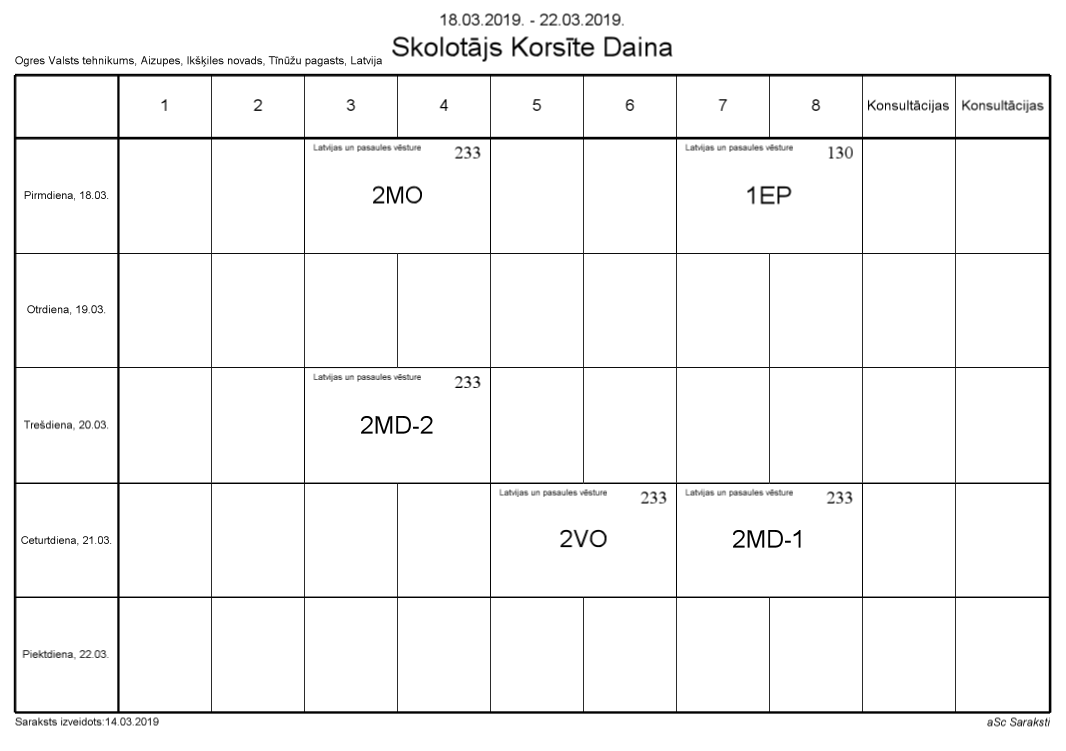 18.03.2019. - 22.03.2019.
Skolotājs Korsīte Daina
Ogres Valsts tehnikums, Aizupes, Ikšķiles novads, Tīnūžu pagasts, Latvija
1 2 3 4 5 6 7 8 Konsultācijas Konsultācijas
Latvijas un pasaules vēsture 233 Latvijas un pasaules vēsture 130
Pirmdiena, 18.03. 2MO 1EP
Otrdiena, 19.03.
Latvijas un pasaules vēsture 233
Trešdiena, 20.03. 2MD-2
Latvijas un pasaules vēsture 233 Latvijas un pasaules vēsture 233
Ceturtdiena, 21.03. 2VO 2MD-1
Piektdiena, 22.03.
Saraksts izveidots:14.03.2019 aSc Saraksti